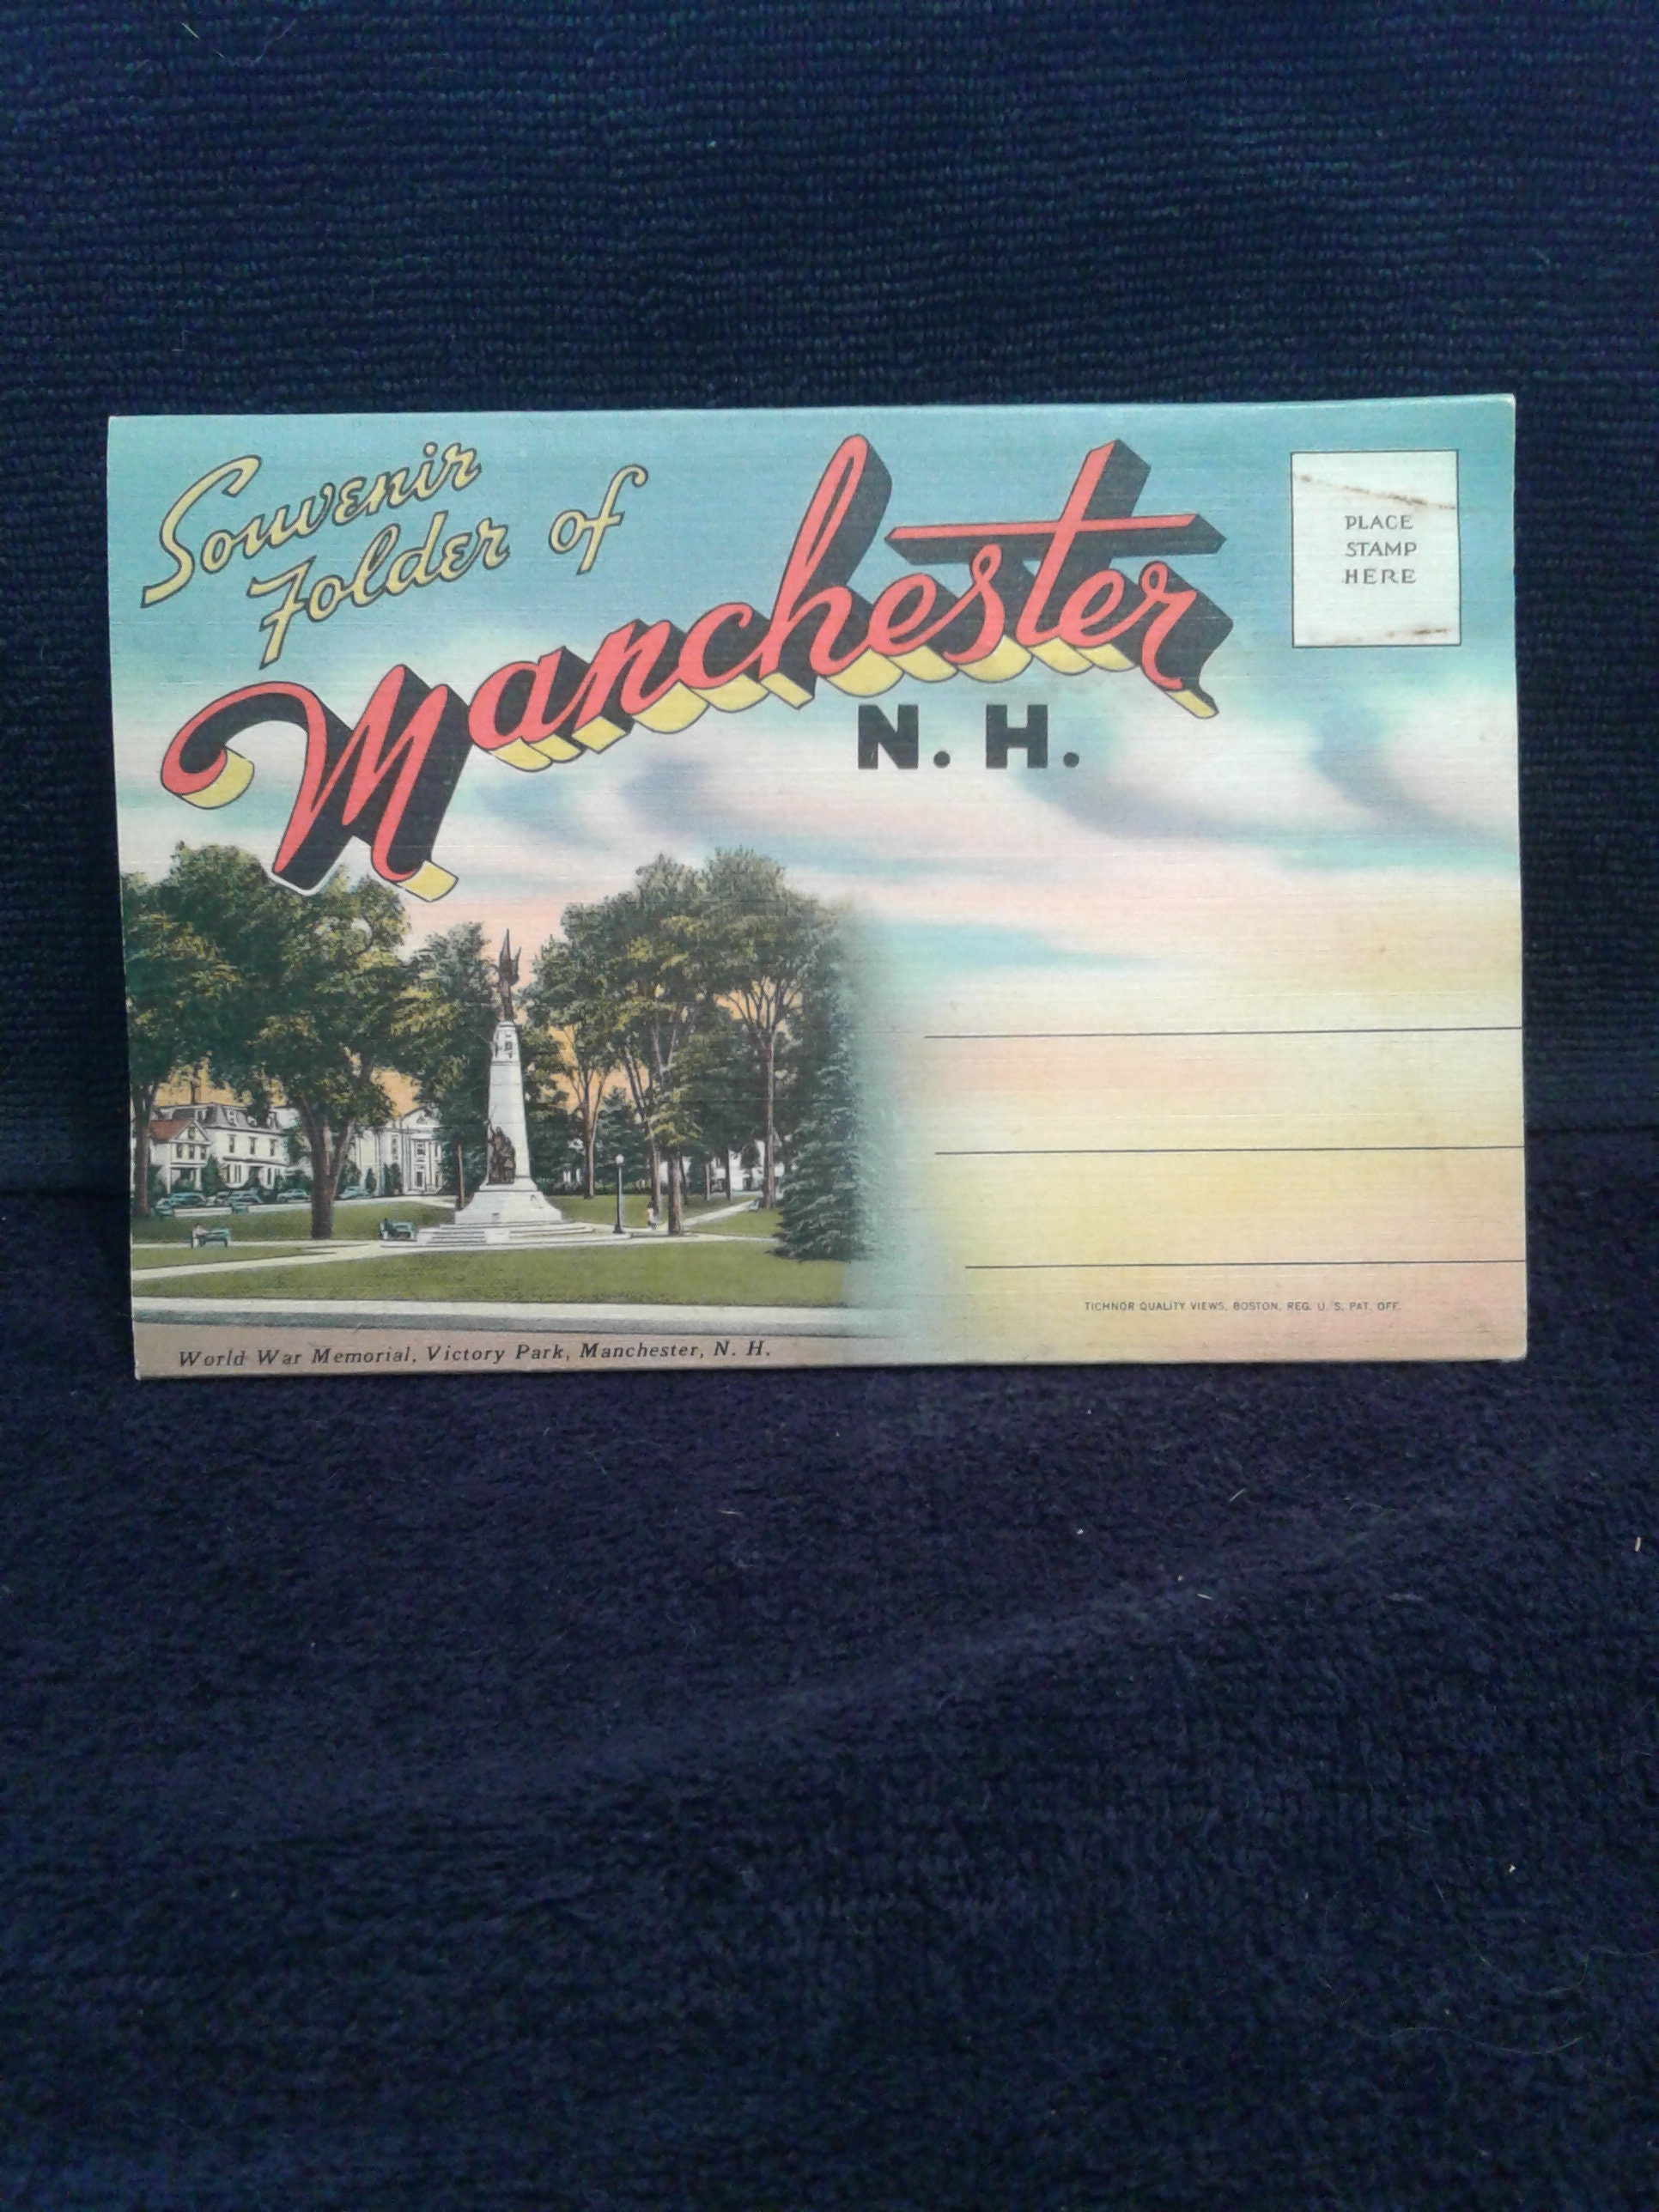 Souvenir
Folder of
Manchester
N. H.
PLACE
STAMP
HERE
TICHNOR QUALITY VIEWS, BOSTON, REG. U. S. PAT. OFF.
World War Memorial, Victory Park, Manchester, N. H.